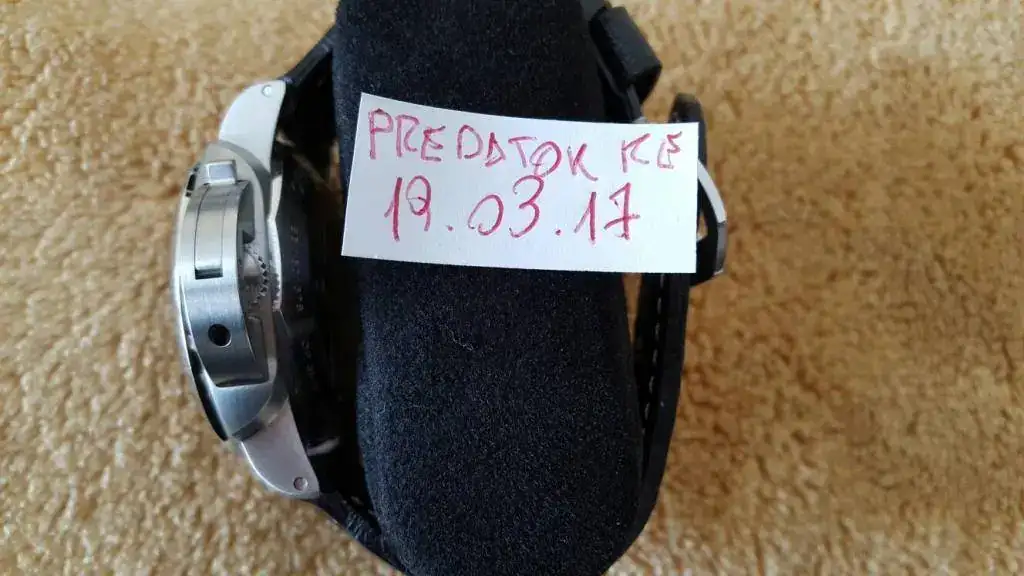 PREDATOR KE
19.03.17